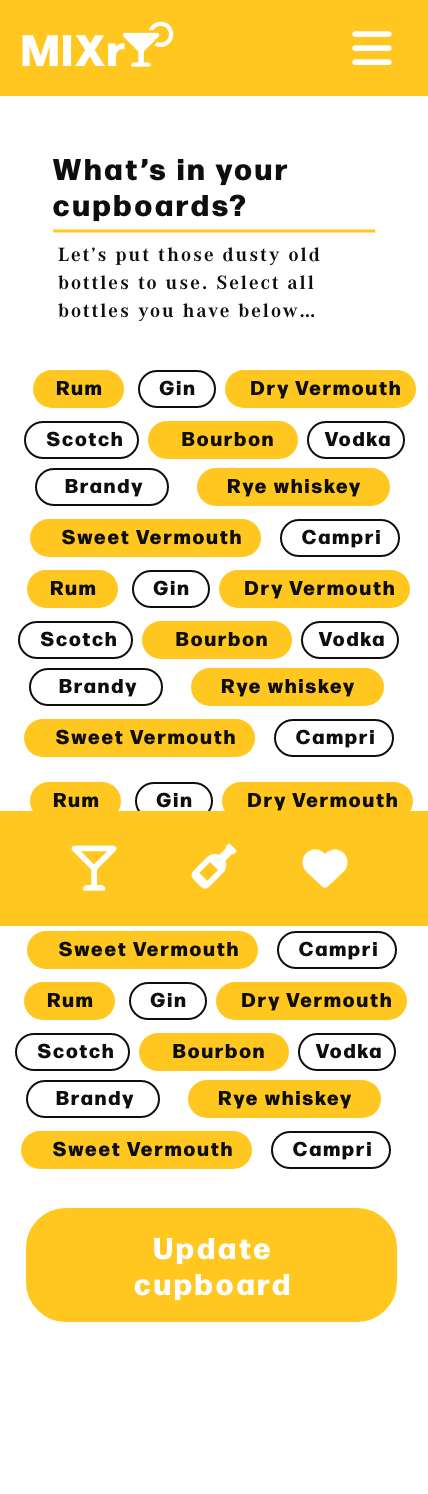 MIXr
What's in your
cupboards?
Let's put those dusty old
bottles to use. Select all
bottles you have below...
Rum Gin Dry Vermouth
Scotch Bourbon Vodka
Brandy Rye whiskey
Sweet Vermouth Campri
Rum Gin Dry Vermouth
Scotch Bourbon Vodka
Brandy Rye whiskey
Sweet Vermouth Campri
Rum Gin Dry Vermouth
Sweet Vermouth Campri
Rum Gin Dry Vermouth
Scotch Bourbon Vodka
Brandy Rye whiskey
Sweet Vermouth Campri
Update
cupboard